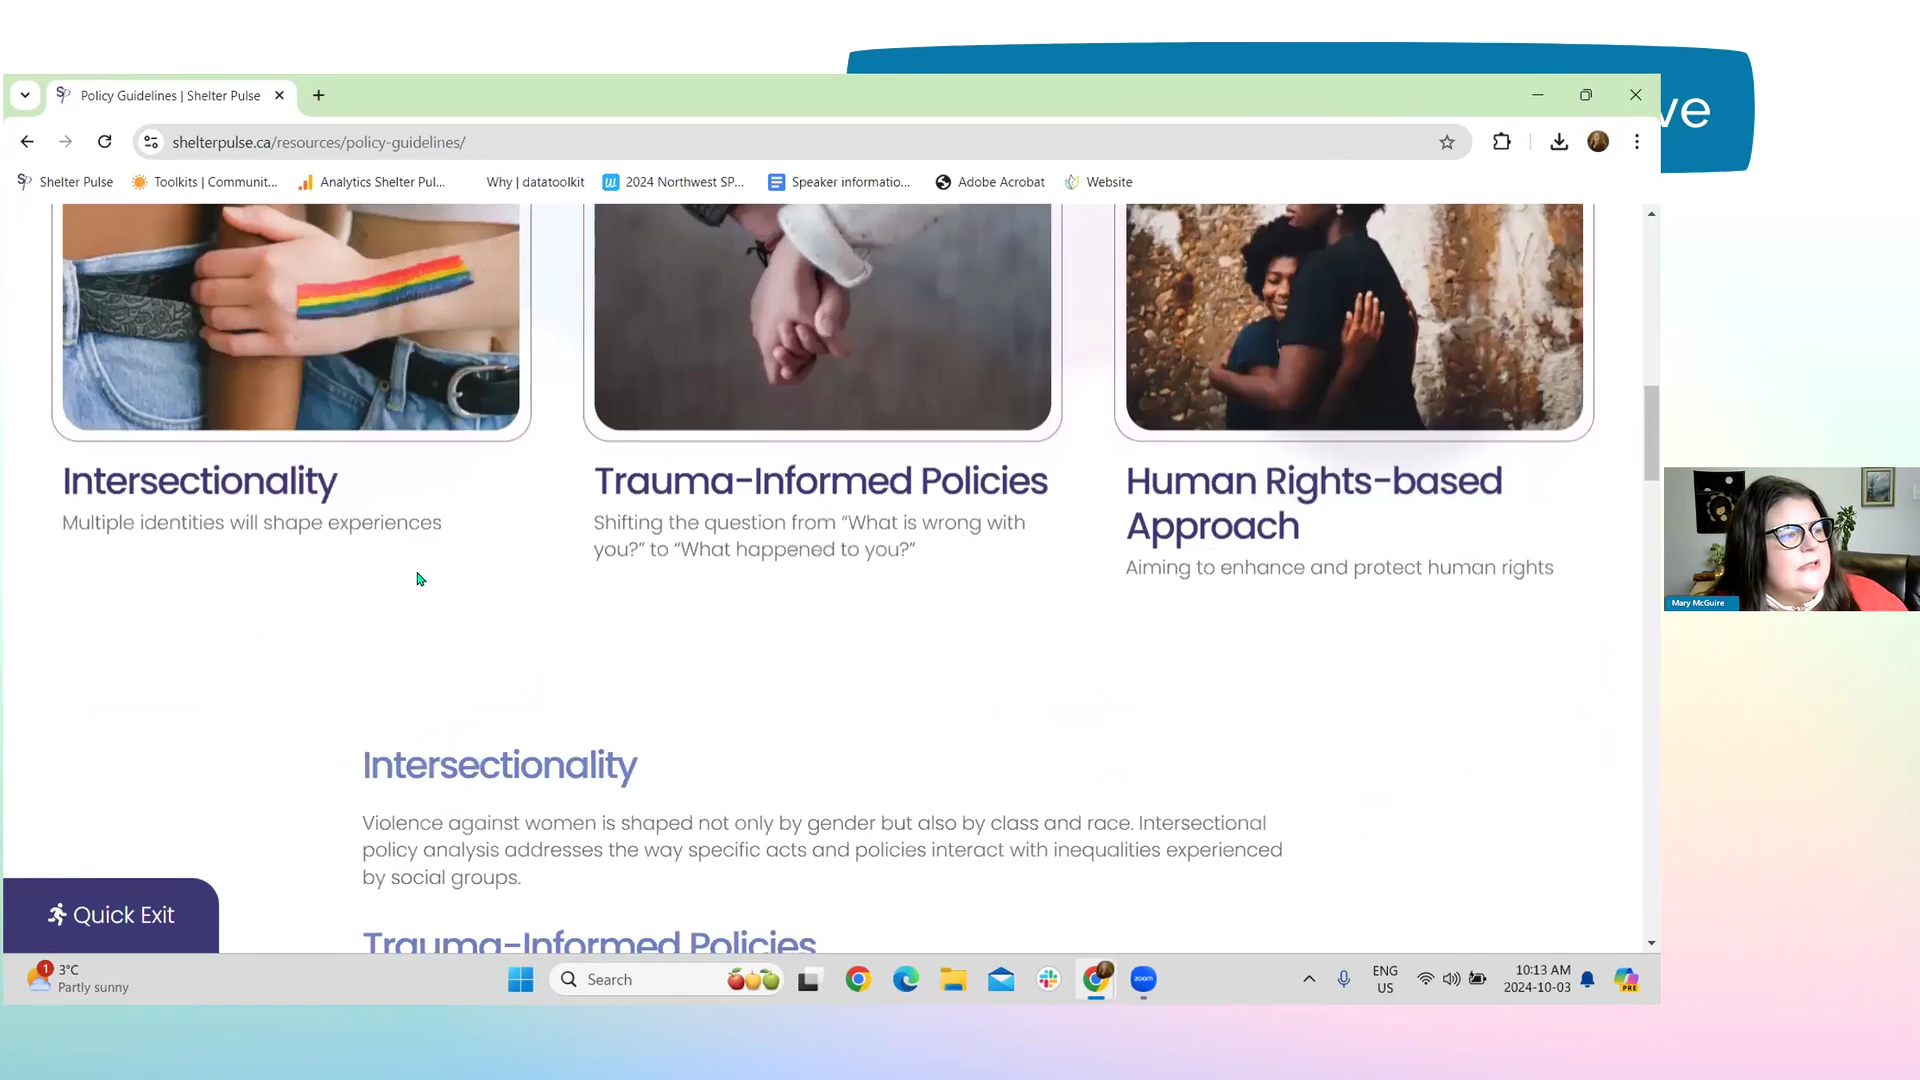 ve
Policy Guidelines | Shelter Pulse
shelterpulse.ca/resources/policy-guidelines/
Shelter Pulse
Toolkits | Communit...
Analytics Shelter Pul...
Why | datatoolkit
2024 Northwest SP...
Speaker informatio...
Adobe Acrobat
Website
Intersectionality
Multiple identities will shape experiences
Trauma-Informed Policies
Shifting the question from “What is wrong with
you?” to “What happened to you?”
Human Rights-based
Approach
Aiming to enhance and protect human rights
Mary McGuire
Intersectionality
Violence against women is shaped not only by gender but also by class and race. Intersectional
policy analysis addresses the way specific acts and policies interact with inequalities experienced
by social groups.
Trauma-Informed Policies
Quick Exit
1
3°C
Partly sunny
Search
zoom
ENG
US
10:13 AM
2024-10-03
PRE